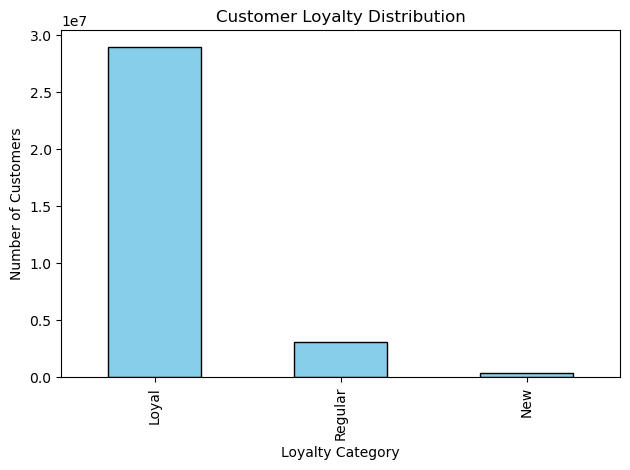 Customer Loyalty Distribution
1e7
3.0
2.5
2.0
1.5
1.0
0.5
0.0
Number of Customers
Loyal
Regular
New
Loyalty Category